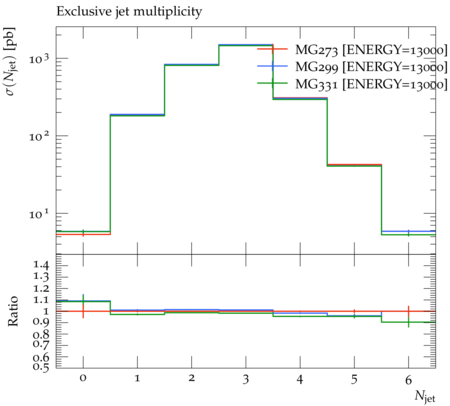 Exclusive jet multiplicity
σ(Njet) [pb]
MG273 [ENERGY=13000]
MG299 [ENERGY=13000]
MG331 [ENERGY=13000]
10³
10²
10¹
Ratio
1.4
1.3
1.2
1.1
1
0.9
0.8
0.7
0.6
0.5
0 1 2 3 4 5 6
Njet